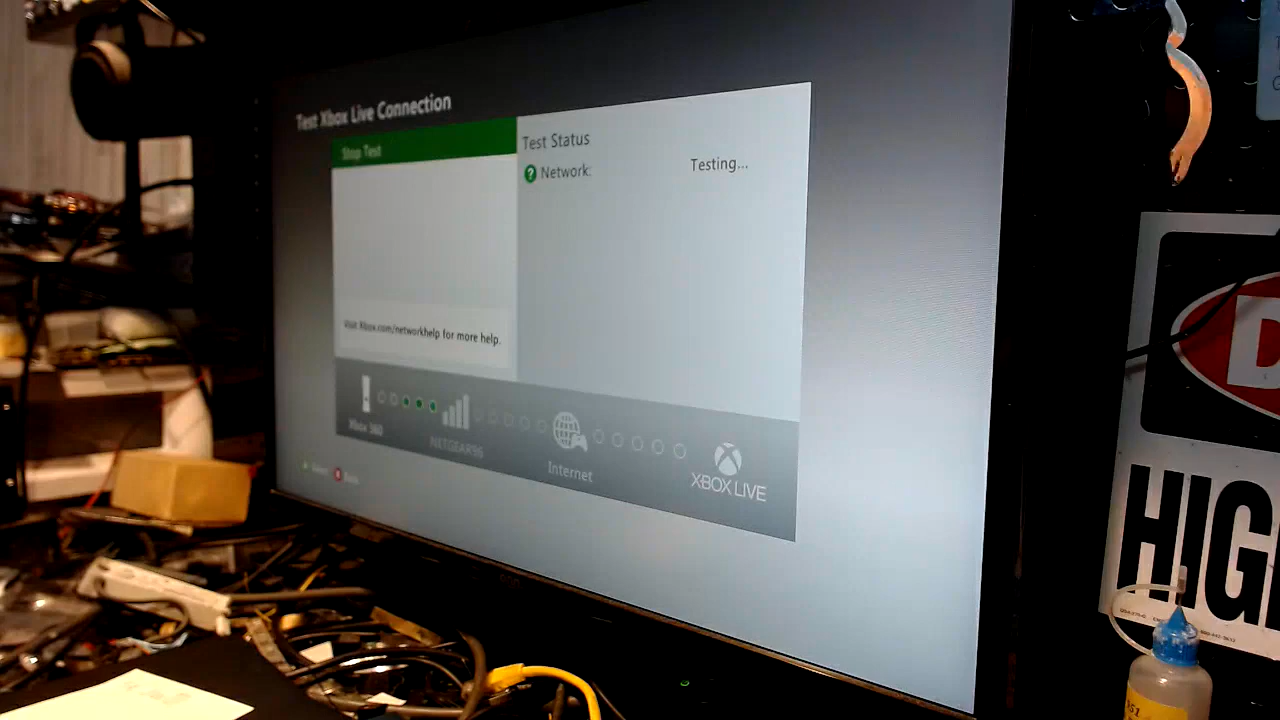 Test Xbox Live Connection
Stop Test
Test Status
? Network:
Testing...
Visit Xbox.com/networkhelp for more help.
Xbox 360
NETGEAR96
Internet
XBOX LIVE
D
HIG